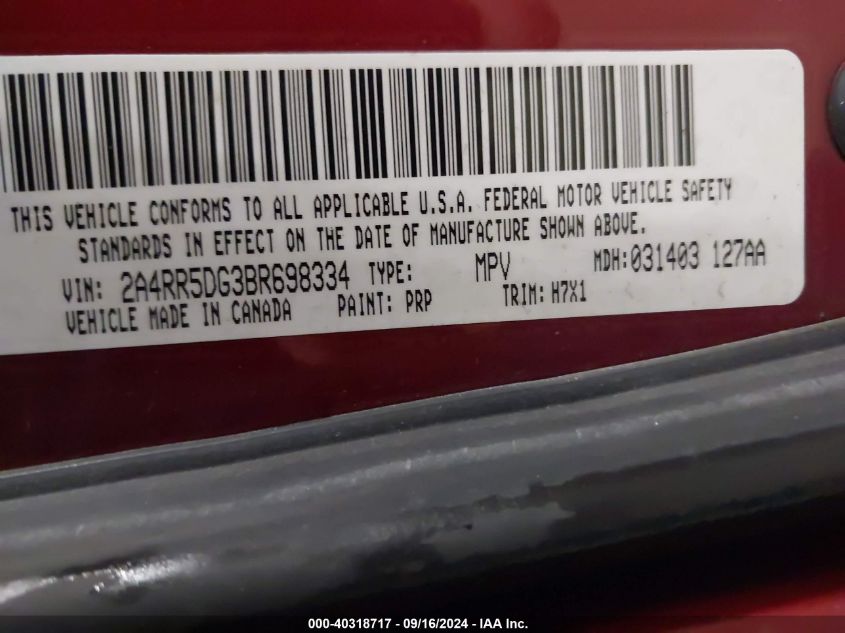 THIS VEHICLE CONFORMS TO ALL APPLICABLE U.S.A. FEDERAL MOTOR VEHICLE SAFETY
STANDARDS IN EFFECT ON THE DATE OF MANUFACTURE SHOWN ABOVE.
VIN: 2A4RR5DG3BR698334 TYPE: MPV MDH:031403 127AA
VEHICLE MADE IN CANADA PAINT: PRP TRIM: H7X1
000-40318717 - 09/16/2024 - IAA Inc.